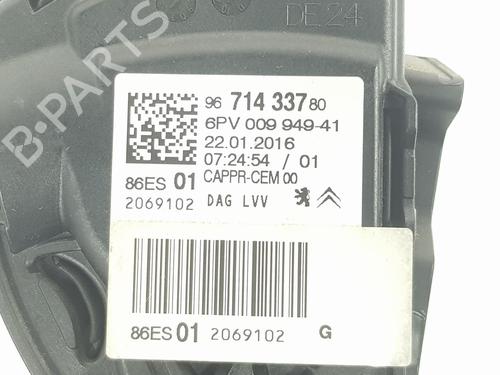 DE24
96 714 337 80
6PV 009 949-41
22.01.2016
07:24:54 / 01
86ES 01 CAPPR-CEM 00
2069102 DAG LVV
86ES 01 2069102 G
B-PARTS